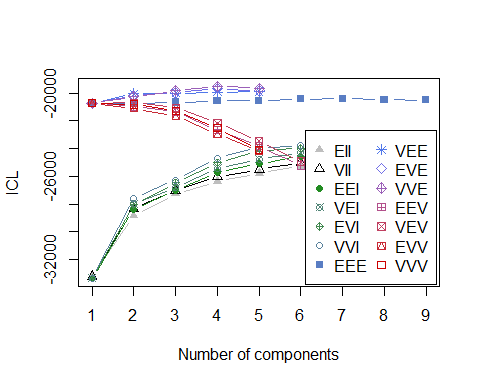 ICL
-20000
-26000
-32000
EII VEE
VII EVE
EEI VVE
VEI EEV
EVI VEV
VVI EVV
EEE VVV
1 2 3 4 5 6 7 8 9
Number of components